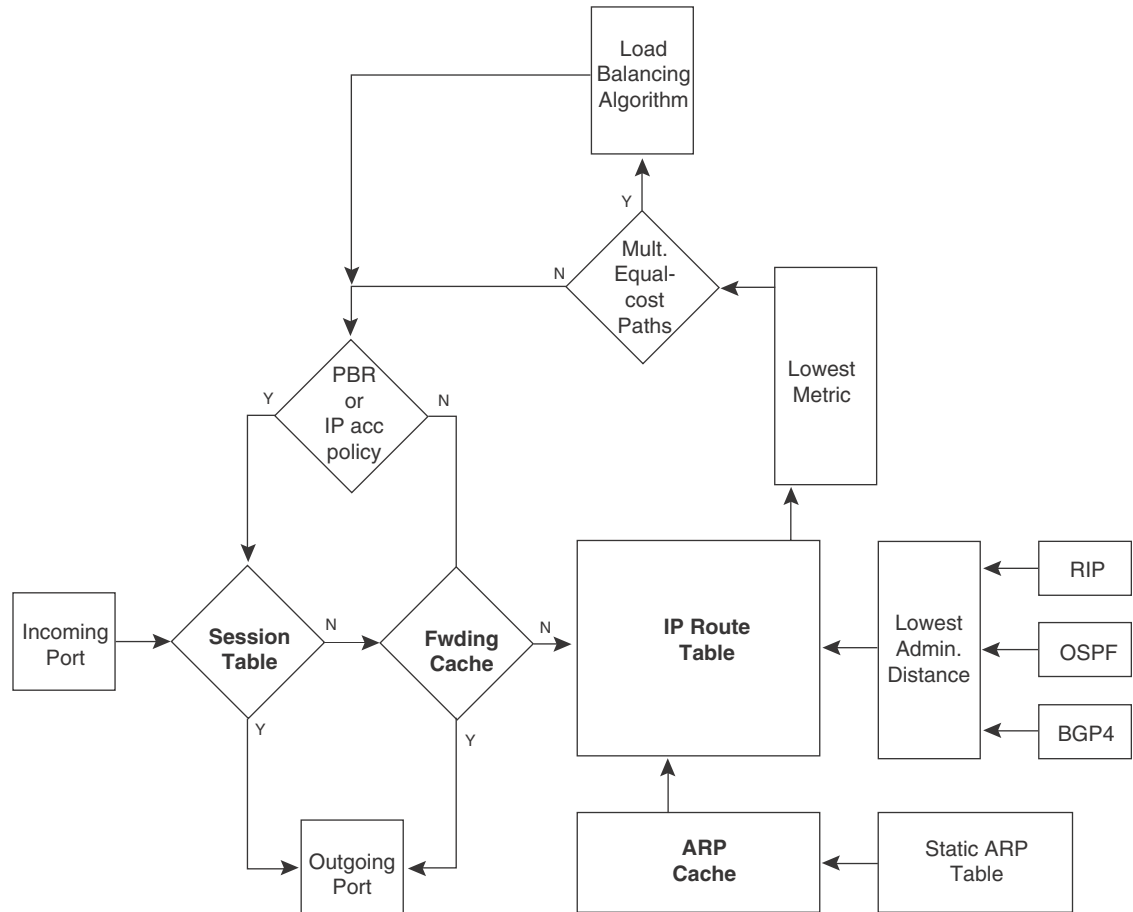 Load
Balancing
Algorithm
Y
Mult.
Equal-
cost
Paths
N
Lowest
Metric
PBR
or
IP acc
policy
Y
N
Incoming
Port
Session
Table
N
Y
Fwding
Cache
N
Y
IP Route
Table
Lowest
Admin.
Distance
RIP
OSPF
BGP4
Outgoing
Port
ARP
Cache
Static ARP
Table